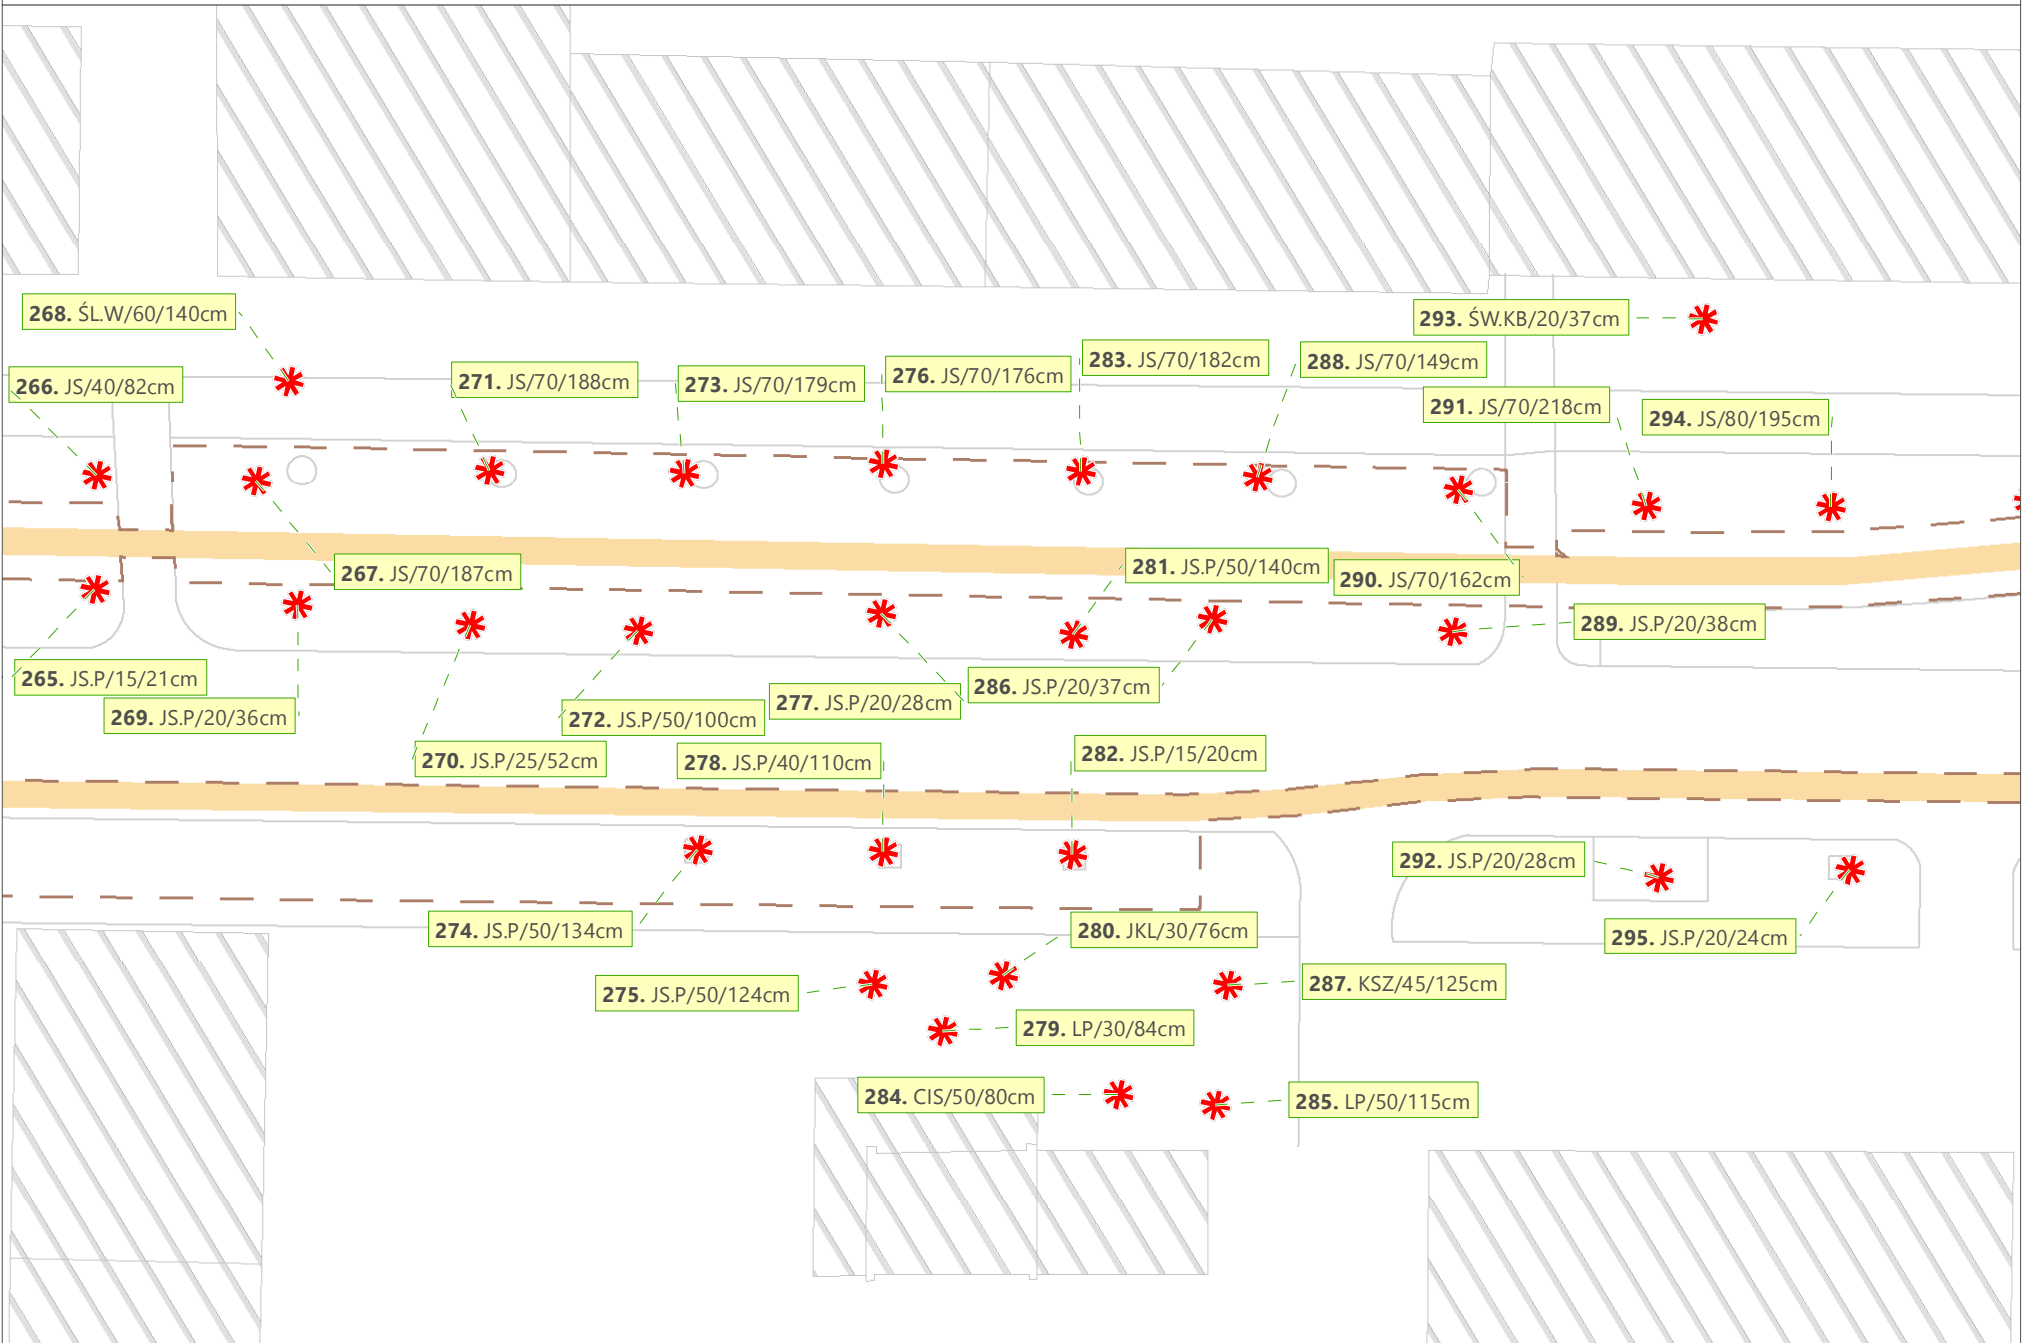 268. ŚL.W/60/140cm
293. ŚW.KB/20/37cm
266. JS/40/82cm
271. JS/70/188cm
273. JS/70/179cm
276. JS/70/176cm
283. JS/70/182cm
288. JS/70/149cm
291. JS/70/218cm
294. JS/80/195cm
267. JS/70/187cm
281. JS.P/50/140cm
290. JS/70/162cm
289. JS.P/20/38cm
265. JS.P/15/21cm
269. JS.P/20/36cm
272. JS.P/50/100cm
277. JS.P/20/28cm
286. JS.P/20/37cm
270. JS.P/25/52cm
278. JS.P/40/110cm
282. JS.P/15/20cm
292. JS.P/20/28cm
274. JS.P/50/134cm
280. JKL/30/76cm
295. JS.P/20/24cm
275. JS.P/50/124cm
287. KSZ/45/125cm
279. LP/30/84cm
284. CIS/50/80cm
285. LP/50/115cm